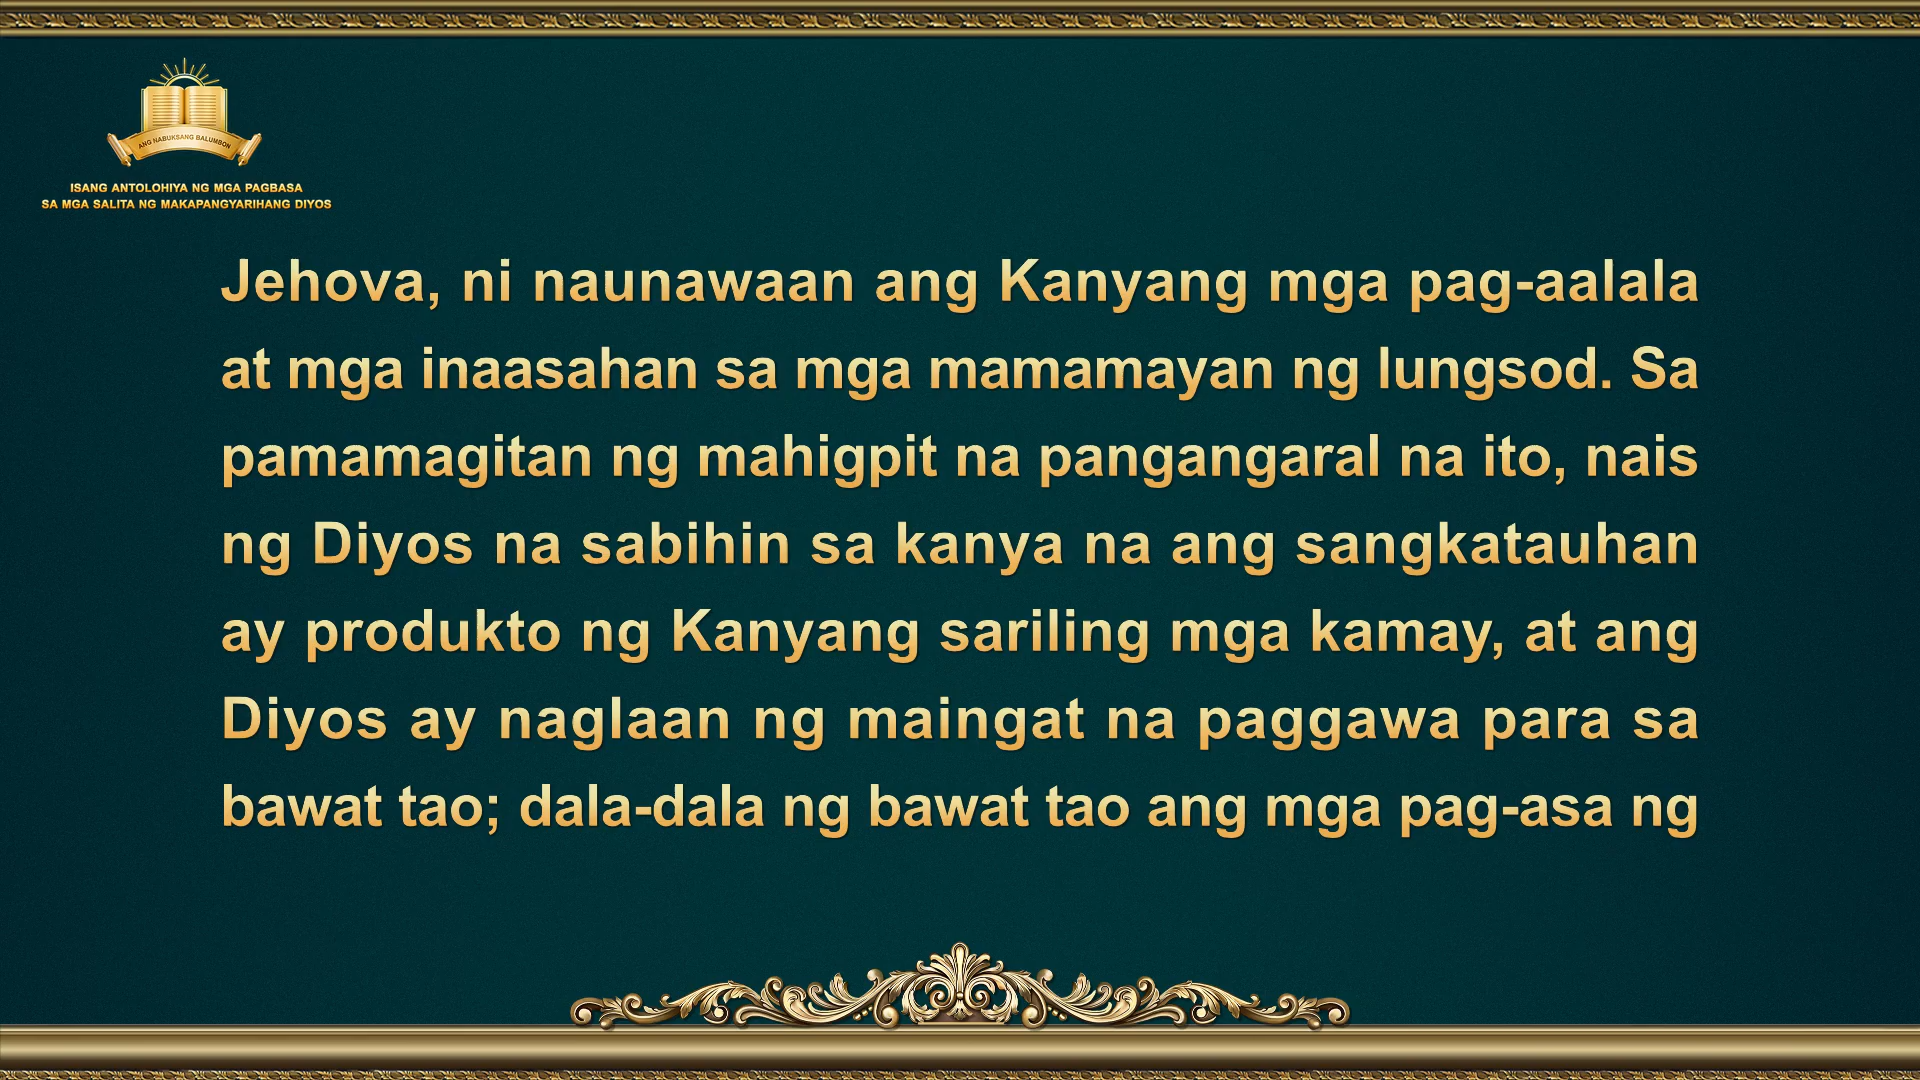 ANG NABUKSANG BALUMBON
ISANG ANTOLOHIYA NG MGA PAGBASA
SA MGA SALITA NG MAKAPANGYARIHANG DIYOS
Jehova, ni naunawaan ang Kanyang mga pag-aalala
at mga inaasahan sa mga mamamayan ng lungsod. Sa
pamamagitan ng mahigpit na pangangaral na ito, nais
ng Diyos na sabihin sa kanya na ang sangkatauhan
ay produkto ng Kanyang sariling mga kamay, at ang
Diyos ay naglaan ng maingat na paggawa para sa
bawat tao; dala-dala ng bawat tao ang mga pag-asa ng